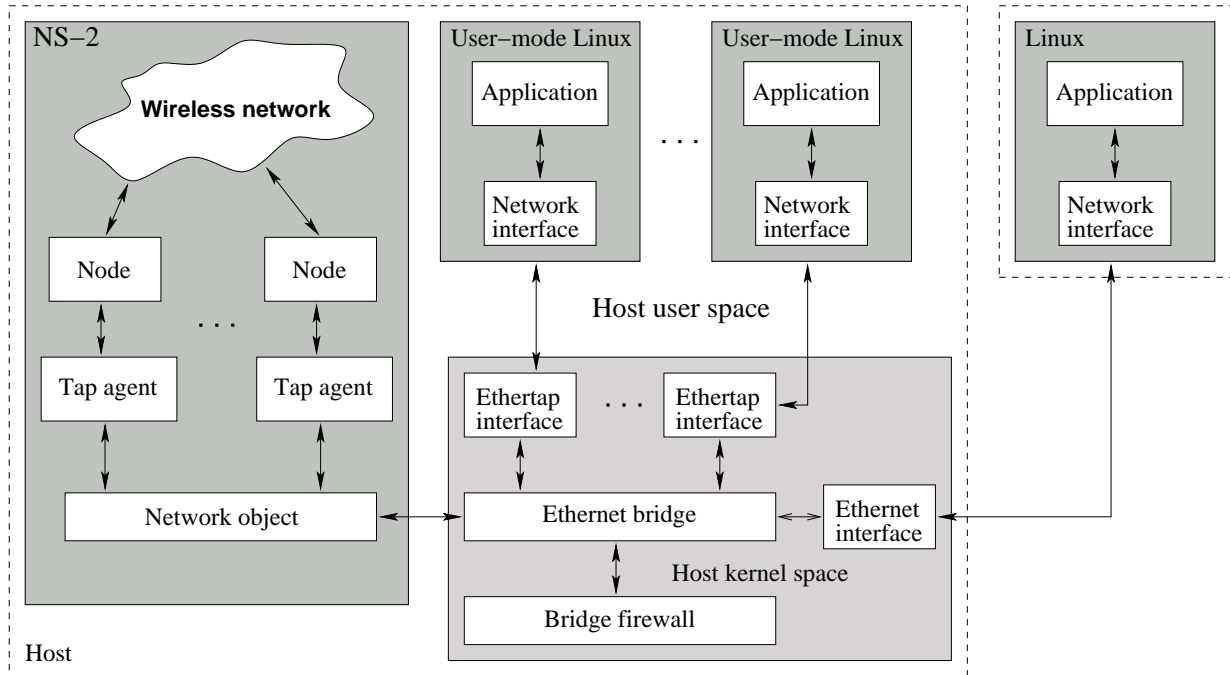 NS−2
Wireless network
Node
Node
. . .
Tap agent
Tap agent
Network object
User−mode Linux
Application
Network
interface
. . .
User−mode Linux
Application
Network
interface
Linux
Application
Network
interface
Host user space
Ethertap
interface
. . .
Ethertap
interface
Ethernet bridge
Ethernet
interface
Host kernel space
Bridge firewall
Host